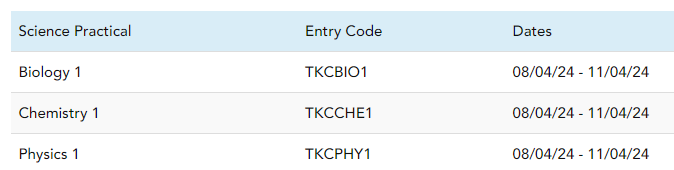 Science Practical Entry Code Dates
Biology 1 TKCBIO1 08/04/24 - 11/04/24
Chemistry 1 TKCCHE1 08/04/24 - 11/04/24
Physics 1 TKCPHY1 08/04/24 - 11/04/24